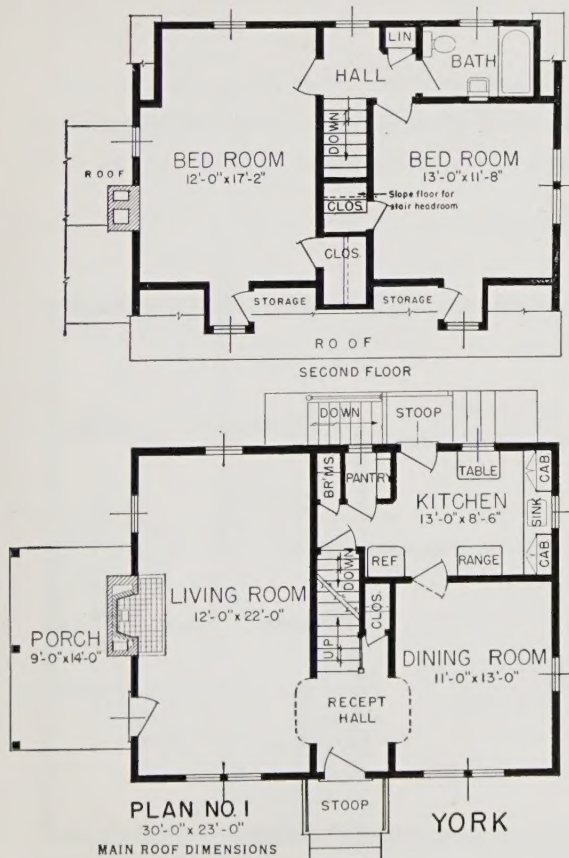 LIN
BATH
HALL
DOWN
BED ROOM
12'-0"x17'-2"
BED ROOM
13'-0"x11'-8"
ROOF
Slope floor for
stair headroom
CLOS.
CLOS.
STORAGE
STORAGE
ROOF
SECOND FLOOR
DOWN
STOOP
BR'MS.
PANTRY
TABLE
CAB.
KITCHEN
13'-0"x8'-6"
SINK
CAB.
REF
RANGE
DOWN
LIVING ROOM
12'-0"x22'-0"
CLOS.
UP
PORCH
9'-0"x14'-0"
DINING ROOM
11'-0"x13'-0"
RECEPT
HALL
STOOP
PLAN NO. 1
30'-0"x23'-0"
MAIN ROOF DIMENSIONS
YORK